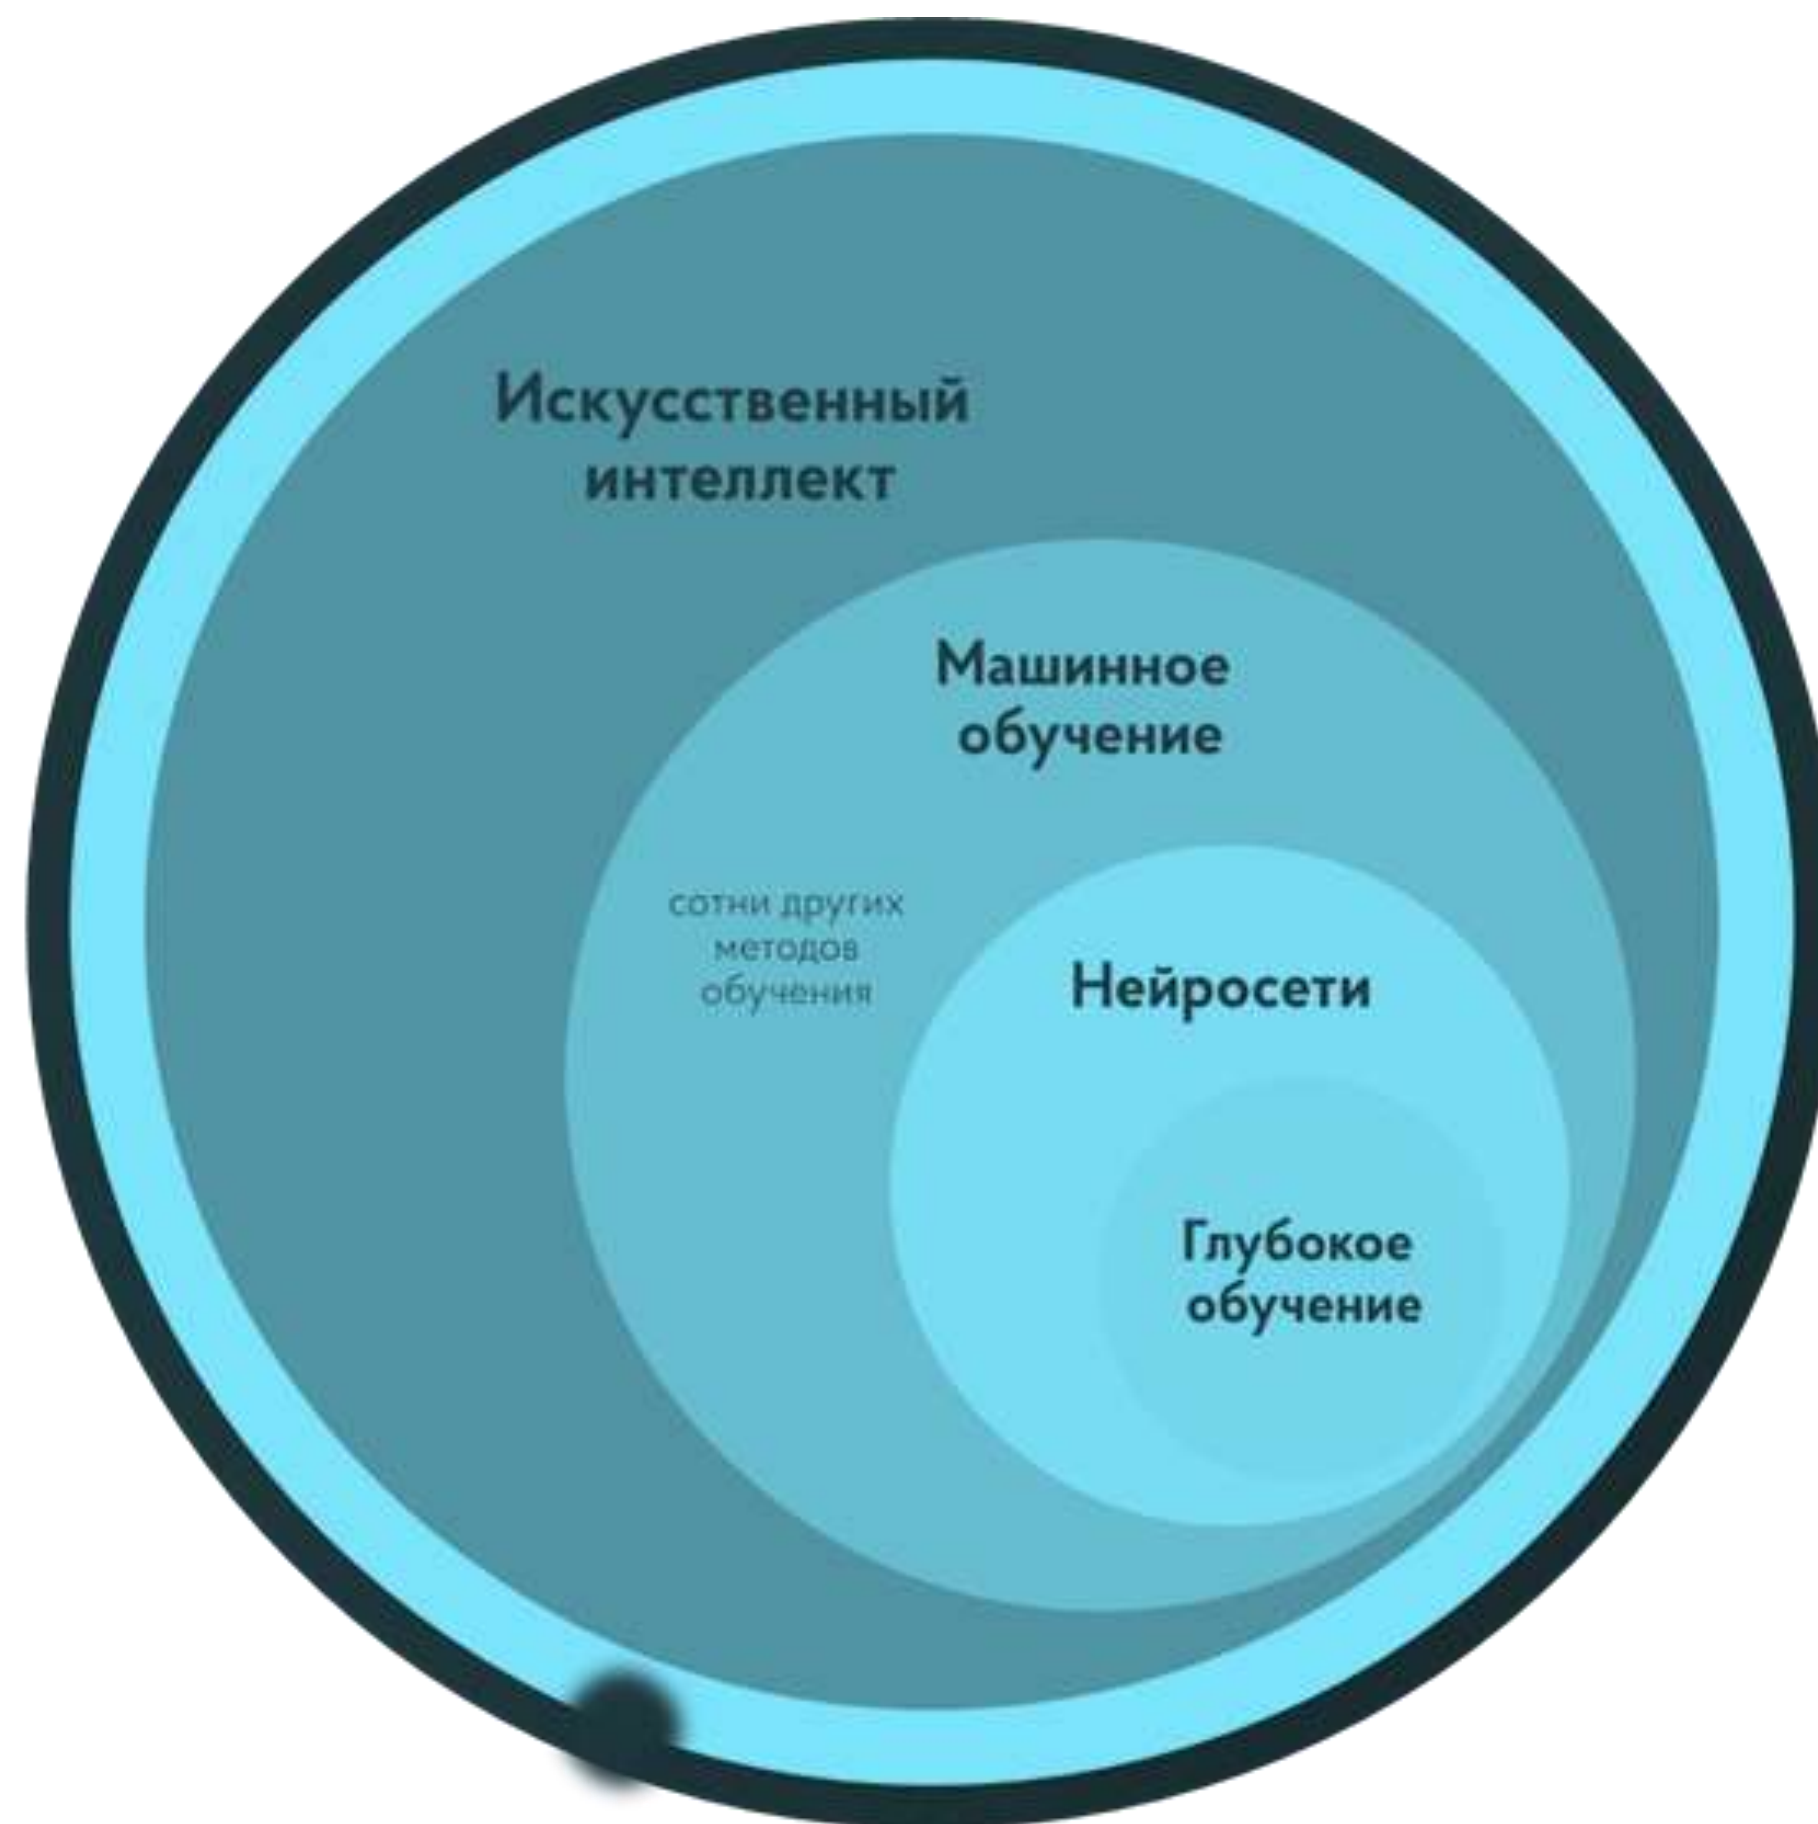 Искусственный
интеллект
Машинное
обучение
сотни других
методов
обучения
Нейросети
Глубокое
обучение